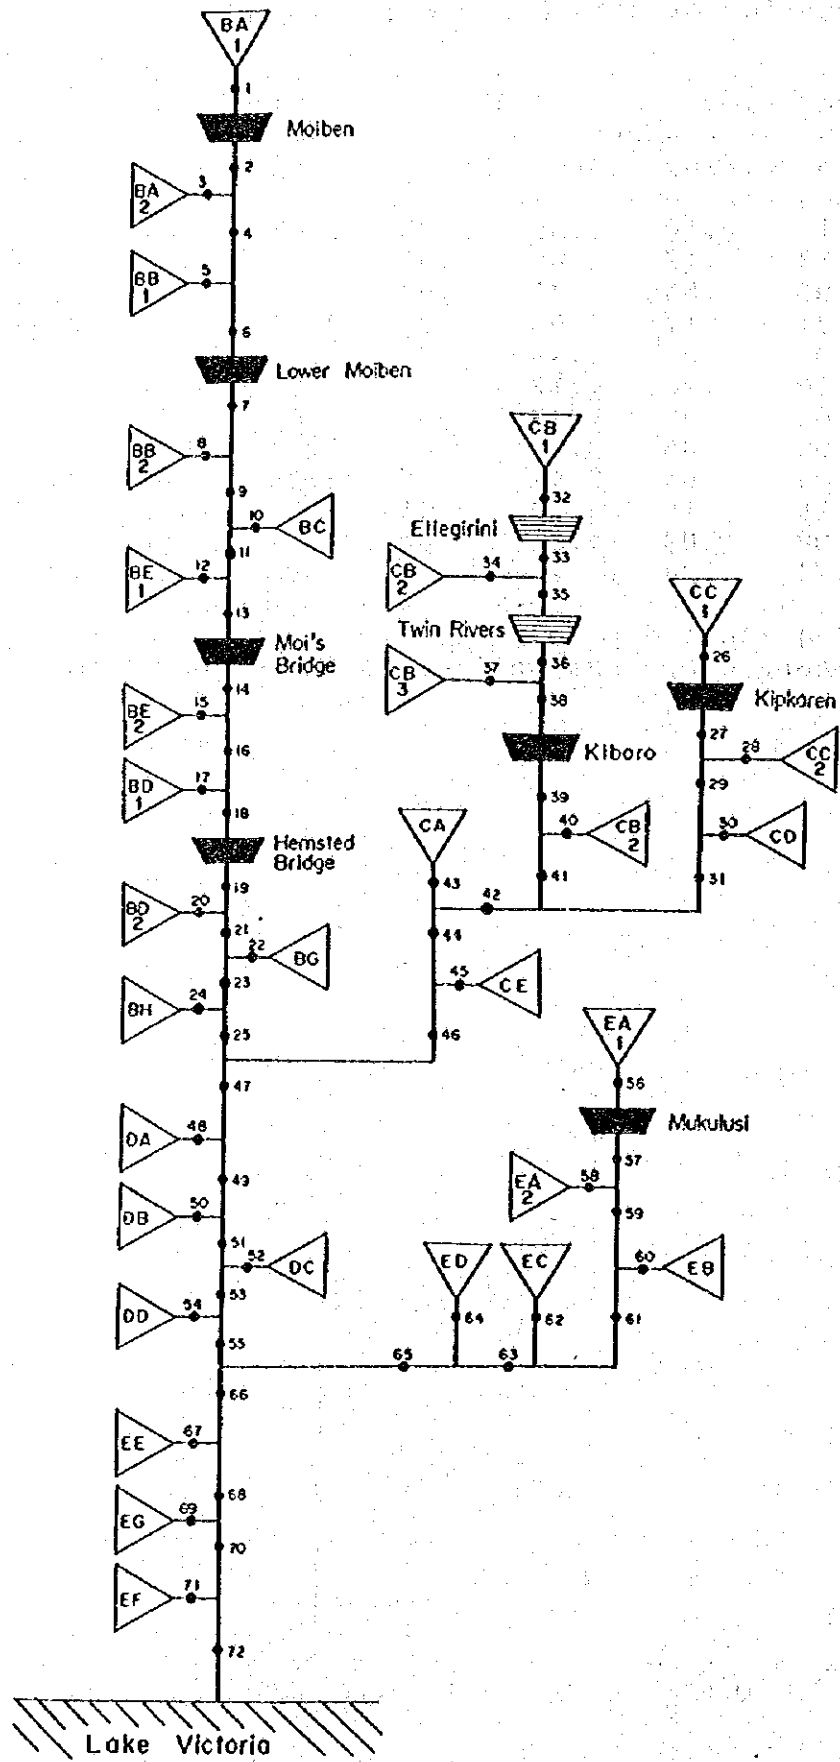 BA
1
1
Moiben
2
3
BA
2
4
5
BB
1
6
Lower Moiben
7
8
BB
2
9
10
BC
11
12
BE
1
13
Moi's
Bridge
14
15
BE
2
16
17
BD
1
18
Hemsted
Bridge
19
20
BD
2
21
22
BG
23
24
BH
25
CB
1
32
Ellegirini
33
34
CB
2
35
Twin Rivers
36
37
CB
3
38
Kiboro
39
40
CB
2
41
CC
1
26
Kipkaren
27
28
CC
2
29
30
CD
31
CA
43
42
44
45
CE
46
47
48
DA
49
50
DB
51
52
DC
53
54
DD
55
EA
1
56
Mukulusi
57
58
EA
2
59
60
EB
61
ED
EC
64
62
65
63
66
67
EE
68
69
EG
70
71
EF
72
Lake Victoria